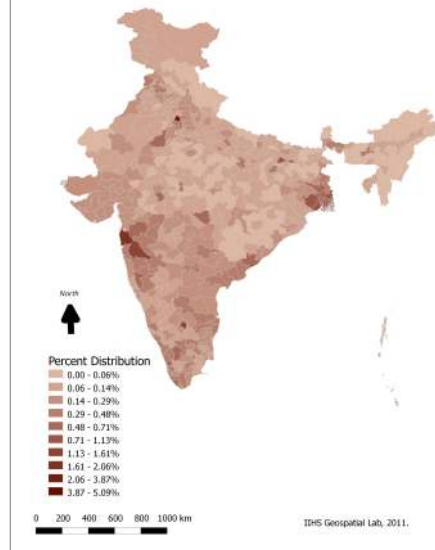 North
Percent Distribution
0.00 - 0.06%
0.06 - 0.14%
0.14 - 0.29%
0.29 - 0.48%
0.48 - 0.71%
0.71 - 1.13%
1.13 - 1.61%
1.61 - 2.06%
2.06 - 3.87%
3.87 - 5.09%
0 200 400 600 800 1000 km
IIHS Geospatial Lab, 2011.